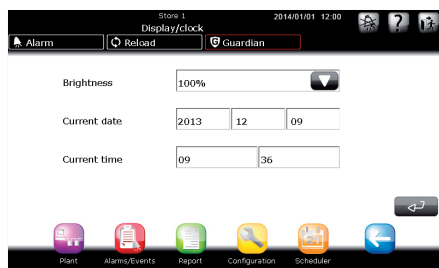 Store 1
2014/01/01 12:00
Display/clock
?
Alarm
Reload
Guardian
Brightness
100%
Current date
2013 12 09
Current time
09 36
Plant
Alarms/Events
Report
Configuration
Scheduler